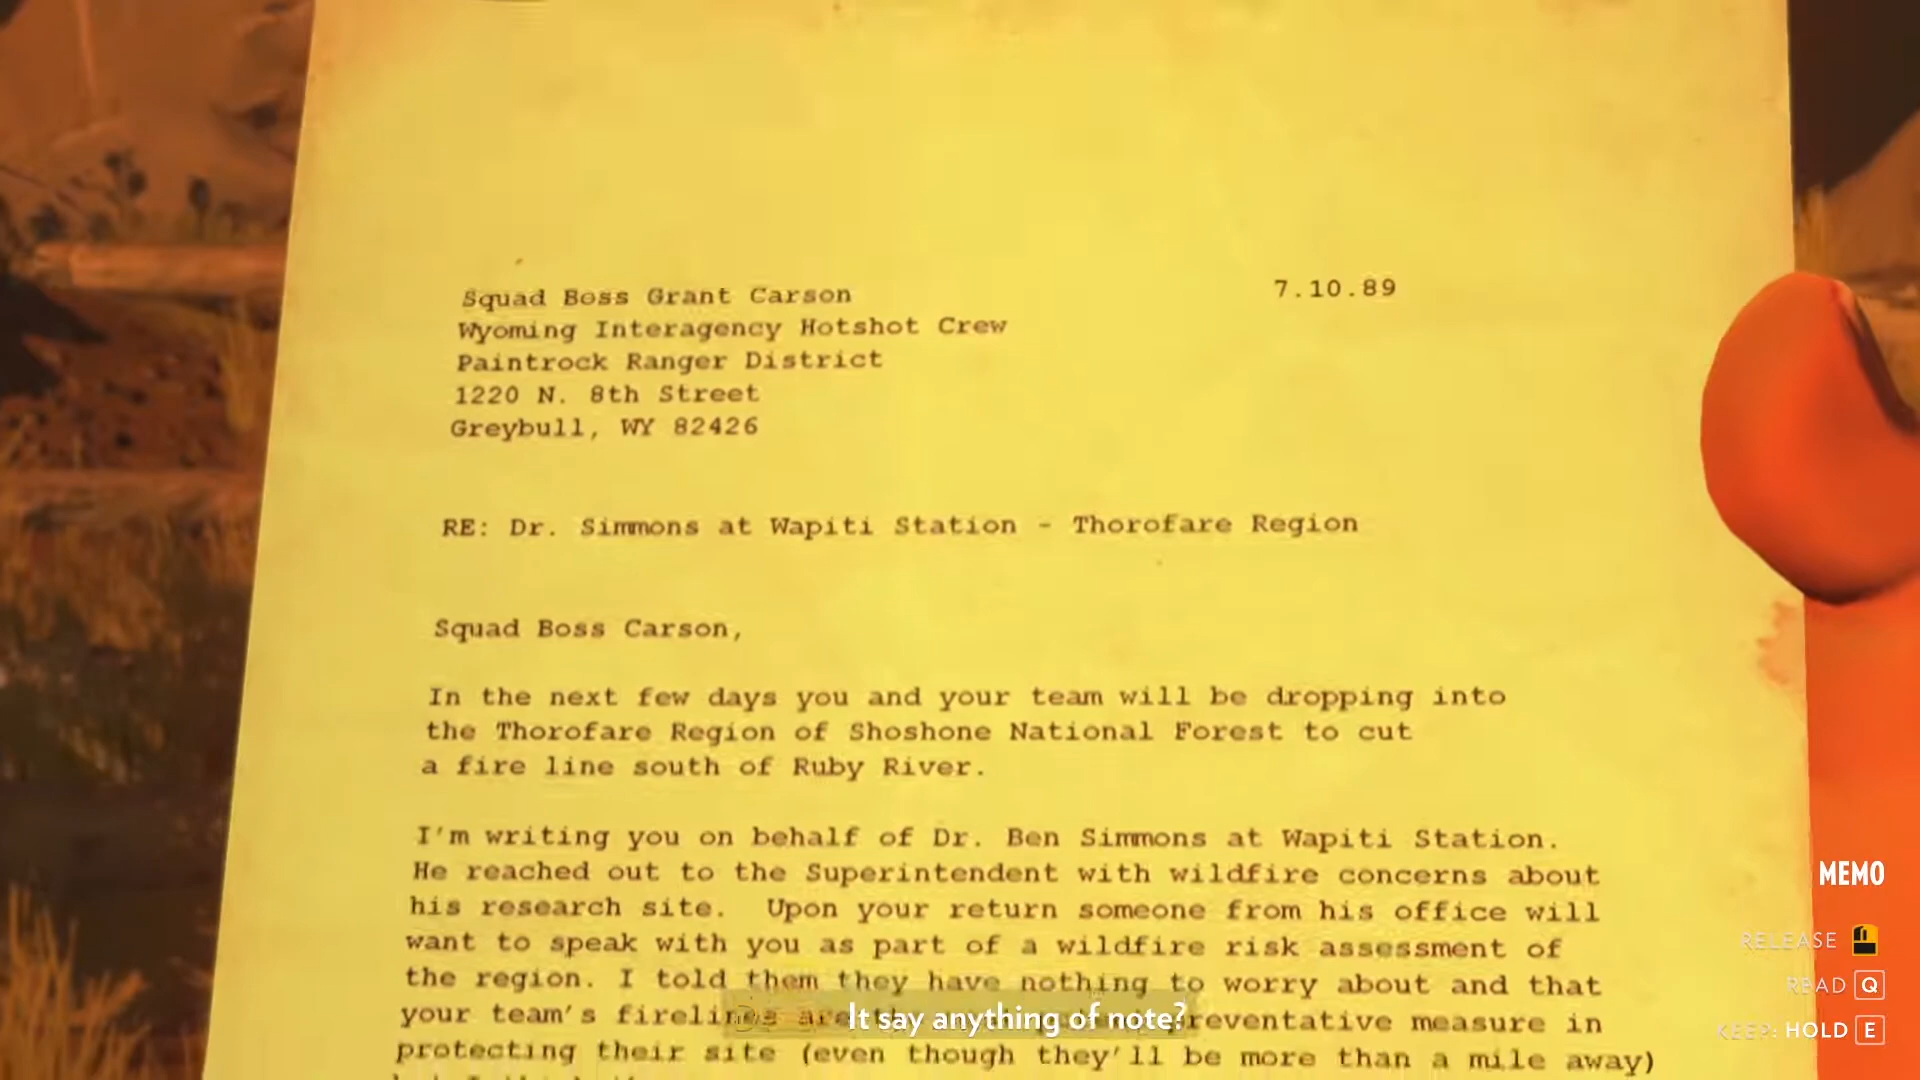 Squad Boss Grant Carson
7.10.89
Wyoming Interagency Hotshot Crew
Paintrock Ranger District
1220 N. 8th Street
Greybull, WY 82426
RE: Dr. Simmons at Wapiti Station - Thorofare Region
Squad Boss Carson,
In the next few days you and your team will be dropping into
the Thorofare Region of Shoshone National Forest to cut
a fire line south of Ruby River.
I'm writing you on behalf of Dr. Ben Simmons at Wapiti Station.
He reached out to the Superintendent with wildfire concerns about
his research site. Upon your return someone from his office will
want to speak with you as part of a wildfire risk assessment of
the region. I told them they have nothing to worry about and that
your team's firelines are preventative measure in
protecting their site (even though they'll be more than a mile away)
It say anything of note?
MEMO
RELEASE
READ Q
KEEP: HOLD E